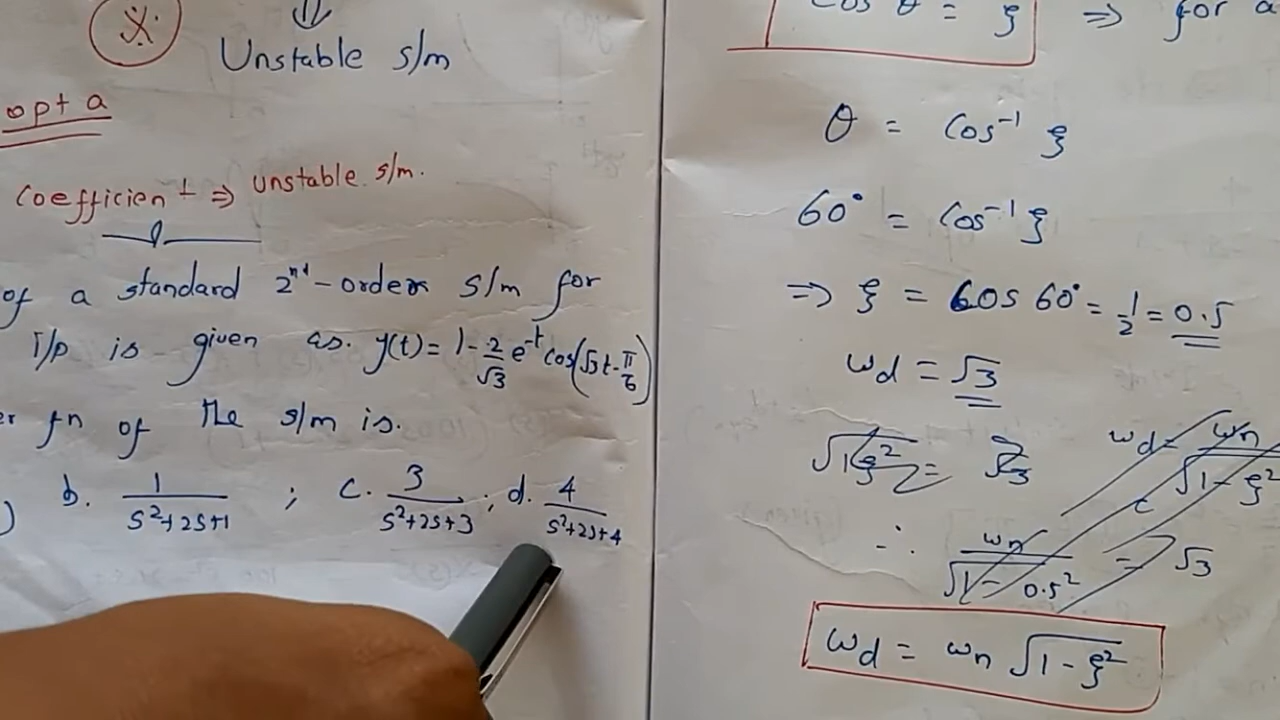 Unstable s/m
opt a
Coefficient ⇒ unstable s/m.
of a standard 2nd-order s/m for
I/p is given as. y(t)= 1-2/√3 e^-t cos(√3t-π/6)
er fn of the s/m is.
) b. 1/s²+2s+1 ; c. 3/s²+2s+3 ; d. 4/s²+2s+4
Cos θ = ξ ⇒ for a
θ = Cos⁻¹ ξ
60° = Cos⁻¹ ξ
⇒ ξ = Cos 60° = 1/2 = 0.5
ωd = √3
ωd = ωn/√1-ξ²
∴ ωn/√1-0.5² = √3
ωd = ωn √1-ξ²